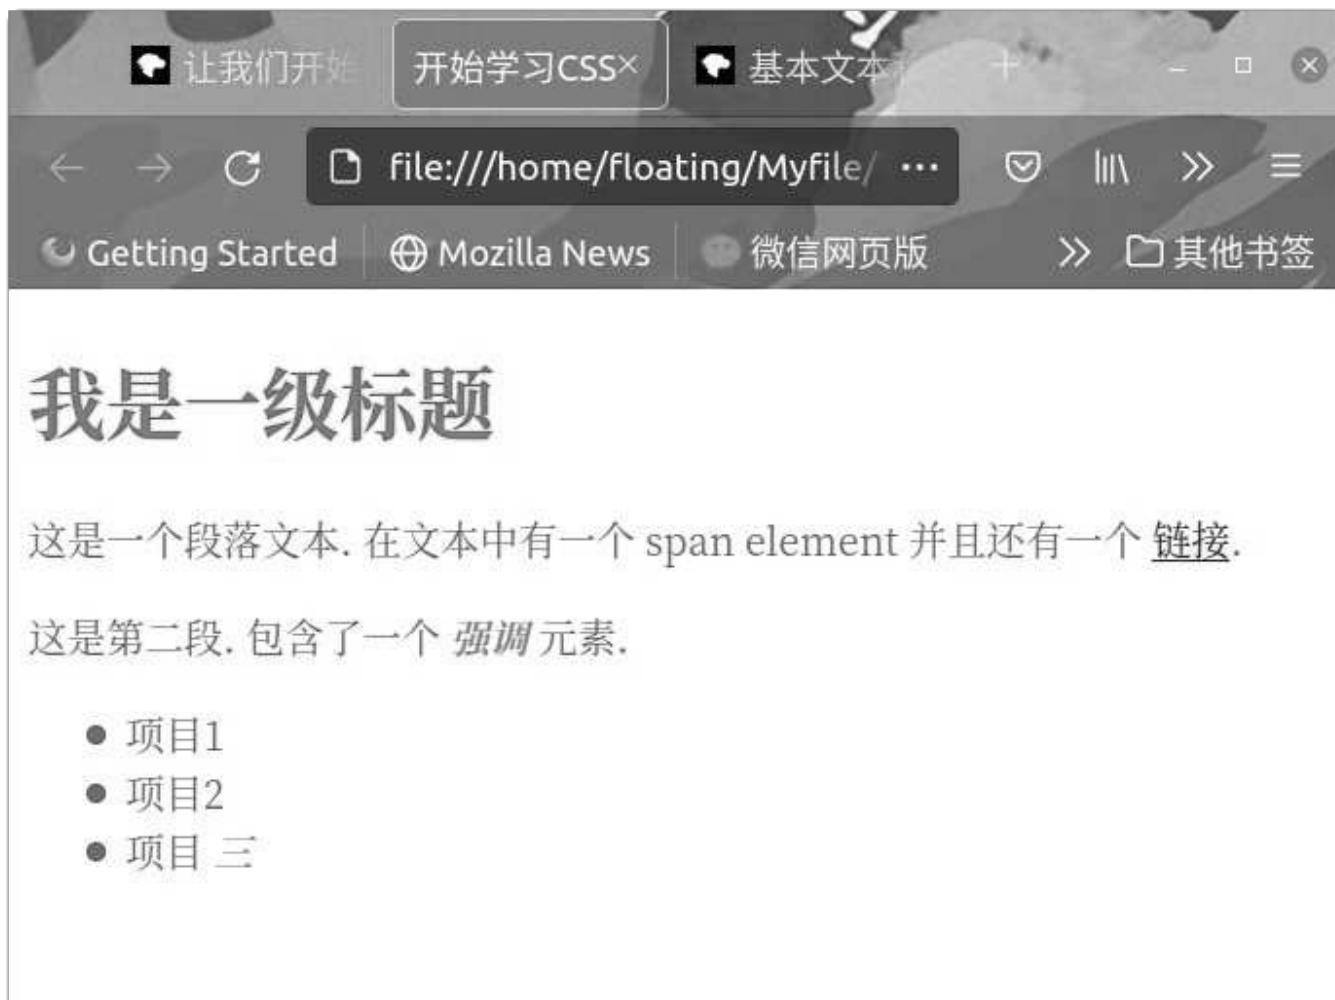 让我们开始
开始学习CSS×
基本文本
file:///home/floating/Myfile/ ···
Getting Started
Mozilla News
微信网页版
其他书签
我是一级标题
这是一个段落文本. 在文本中有一个 span element 并且还有一个 链接.
这是第二段. 包含了一个 强调 元素.
• 项目1
• 项目2
• 项目 三